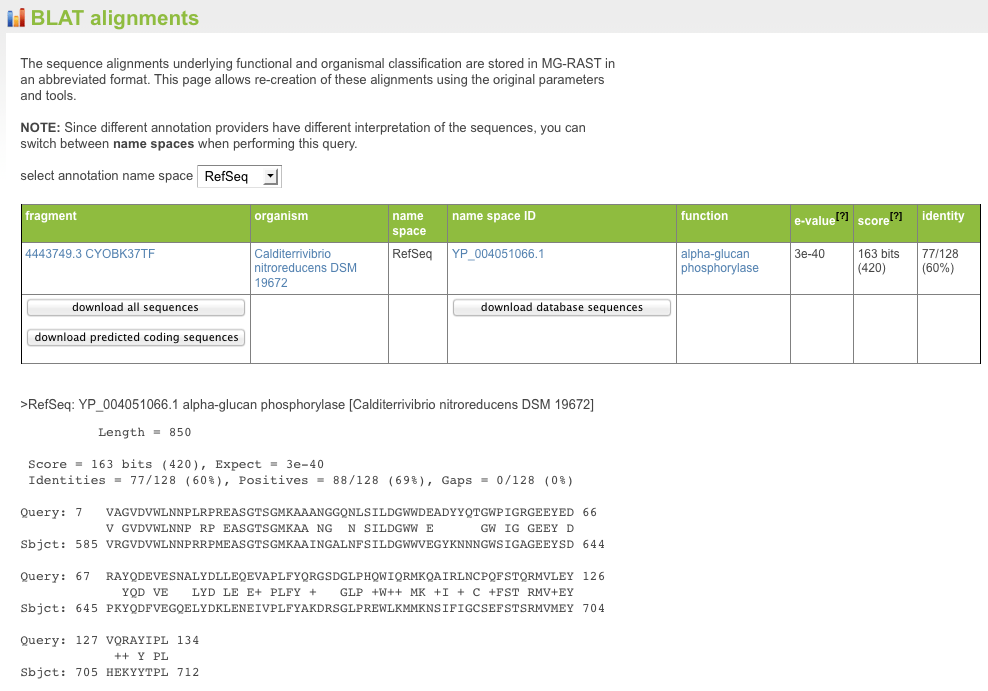 BLAT alignments
The sequence alignments underlying functional and organismal classification are stored in MG-RAST in
an abbreviated format. This page allows re-creation of these alignments using the original parameters
and tools.
NOTE: Since different annotation providers have different interpretation of the sequences, you can
switch between name spaces when performing this query.
select annotation name space RefSeq
fragment organism name space name space ID function e-value[?] score[?] identity
4443749.3 CYOBK37TF Calditerrivibrio nitroreducens DSM 19672 RefSeq YP_004051066.1 alpha-glucan phosphorylase 3e-40 163 bits (420) 77/128 (60%)
download all sequences download database sequences
download predicted coding sequences
>RefSeq: YP_004051066.1 alpha-glucan phosphorylase [Calditerrivibrio nitroreducens DSM 19672]
Length = 850
Score = 163 bits (420), Expect = 3e-40
Identities = 77/128 (60%), Positives = 88/128 (69%), Gaps = 0/128 (0%)
Query: 7   VAGVDVWLNNPLRPREASGTSGMKAAANGGQNLSILDGWWDEADYYQTGWPIGRGEEYED 66
           V GVDVWLNNP RP EASGTSGMKAA NG  N SILDGWW E      GW IG GEEY D
Sbjct: 585 VRGVDVWLNNPRRPMEASGTSGMKAAINGALNFSILDGWWVEGYKNNNGWSIGAGEEYSD 644
Query: 67  RAYQDEVESNALYDLLEQEVAPLFYQRGSDGLPHQWIQRMKQAIRLNCPQFSTQRMVLEY 126
             YQD VE   LYD LE E+ PLFY +   GLP +W++ MK +I + C +FST RMV+EY
Sbjct: 645 PKYQDFVEGQELYDKLENEIVPLFYAKDRSGLPREWLKMMKNSIFIGCSEFSTSRMVMEY 704
Query: 127 VQRAYIPL 134
            ++ Y PL
Sbjct: 705 HEKYYTPL 712